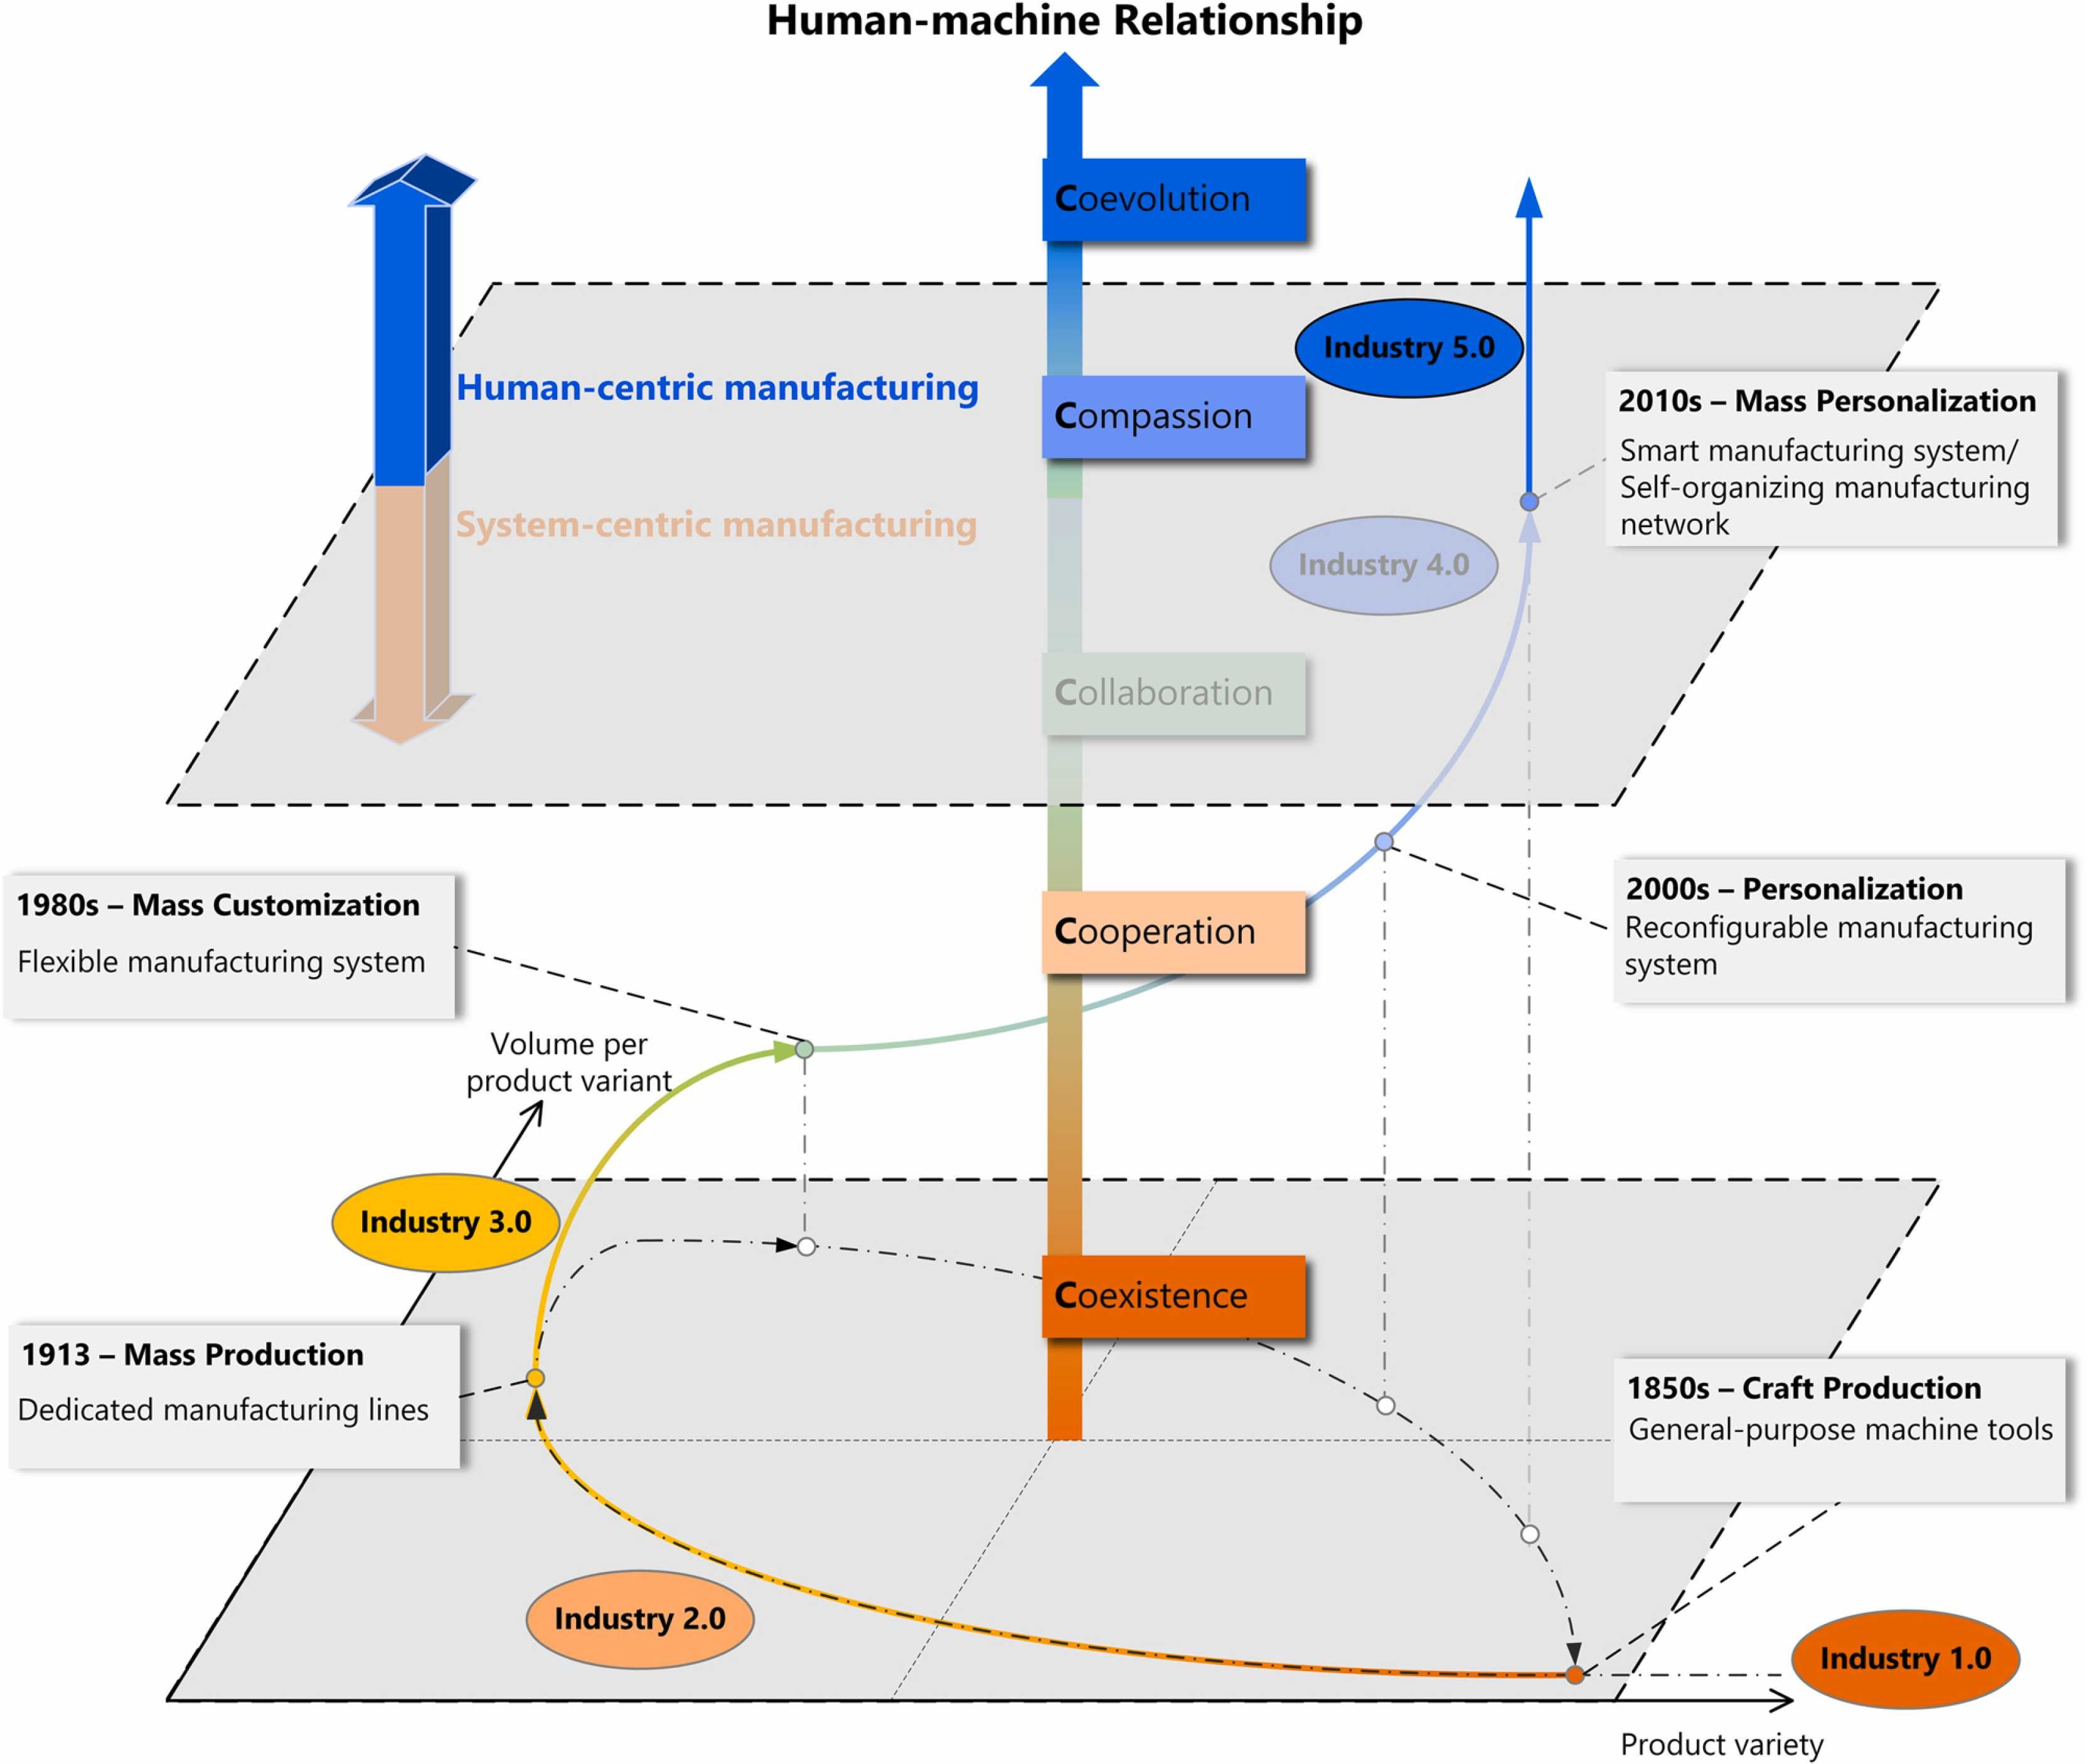 Human-machine Relationship
Coevolution
Industry 5.0
Human-centric manufacturing
Compassion
2010s – Mass Personalization
Smart manufacturing system/
Self-organizing manufacturing
network
System-centric manufacturing
Industry 4.0
Collaboration
1980s – Mass Customization
Flexible manufacturing system
Cooperation
2000s – Personalization
Reconfigurable manufacturing
system
Volume per
product variant
Industry 3.0
Coexistence
1913 – Mass Production
Dedicated manufacturing lines
1850s – Craft Production
General-purpose machine tools
Industry 2.0
Industry 1.0
Product variety